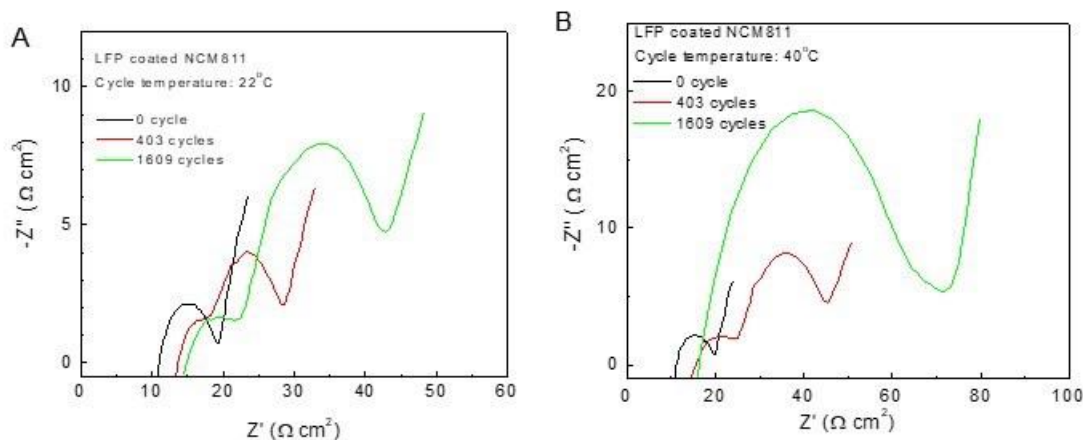 A
LFP coated NCM811
Cycle temperature: 22°C
0 cycle
403 cycles
1609 cycles
10
5
0
-Z" (Ω cm²)
0 10 20 30 40 50 60
Z' (Ω cm²)
B
LFP coated NCM811
Cycle temperature: 40°C
0 cycle
403 cycles
1609 cycles
20
10
0
-Z" (Ω cm²)
0 20 40 60 80 100
Z' (Ω cm²)